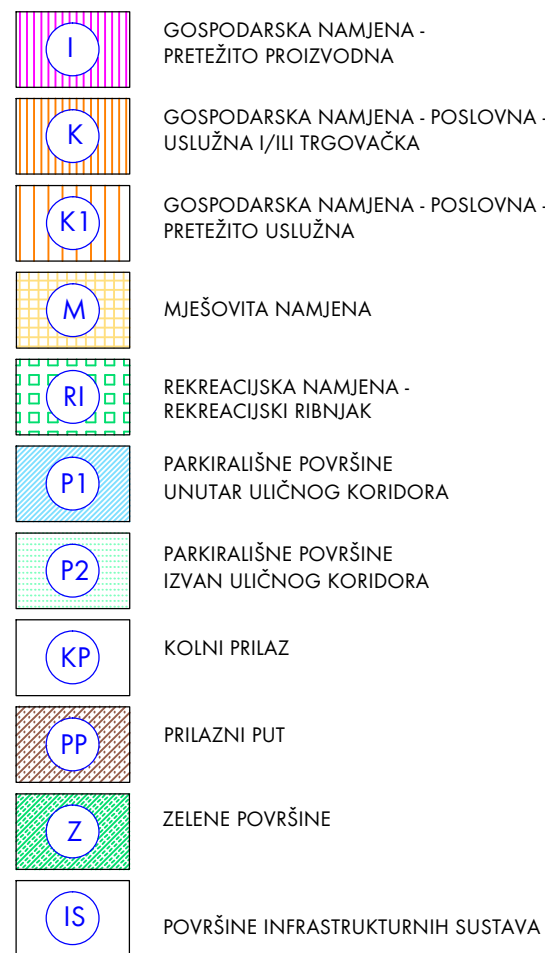 I
GOSPODARSKA NAMJENA -
PRETEŽITO PROIZVODNA
K
GOSPODARSKA NAMJENA - POSLOVNA -
USLUŽNA I/ILI TRGOVAČKA
K1
GOSPODARSKA NAMJENA - POSLOVNA -
PRETEŽITO USLUŽNA
M
MJEŠOVITA NAMJENA
RI
REKREACIJSKA NAMJENA -
REKREACIJSKI RIBNJAK
P1
PARKIRALIŠNE POVRŠINE
UNUTAR ULIČNOG KORIDORA
P2
PARKIRALIŠNE POVRŠINE
IZVAN ULIČNOG KORIDORA
KP
KOLNI PRILAZ
PP
PRILAZNI PUT
Z
ZELENE POVRŠINE
IS
POVRŠINE INFRASTRUKTURNIH SUSTAVA